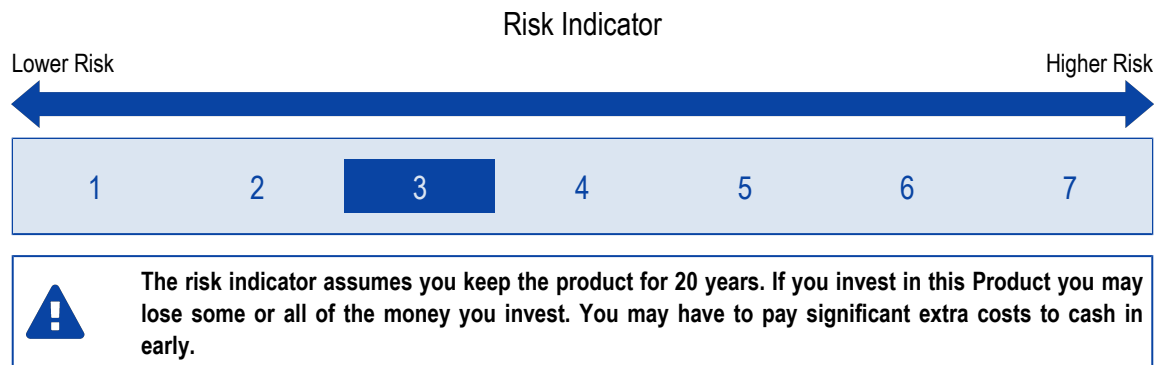 Risk Indicator
Lower Risk Higher Risk
1 2 3 4 5 6 7
The risk indicator assumes you keep the product for 20 years. If you invest in this Product you may
lose some or all of the money you invest. You may have to pay significant extra costs to cash in
early.